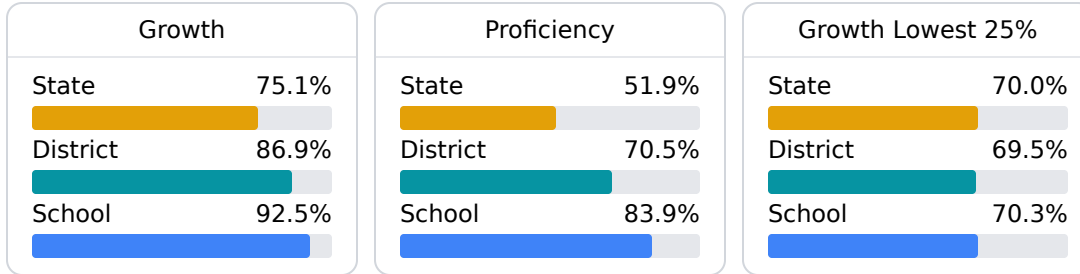 Growth
State 75.1%
District 86.9%
School 92.5%
Proficiency
State 51.9%
District 70.5%
School 83.9%
Growth Lowest 25%
State 70.0%
District 69.5%
School 70.3%